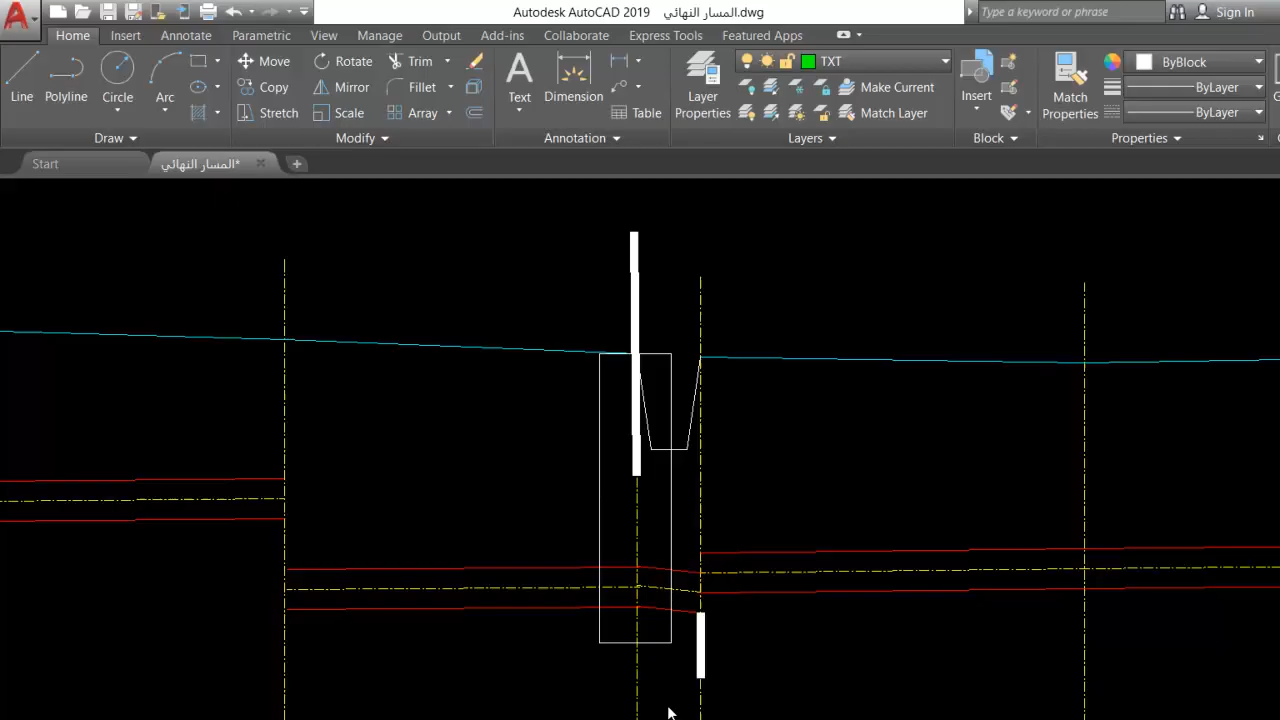 Autodesk AutoCAD 2019 المسار النهائي.dwg
Type a keyword or phrase
Sign In
Home Insert Annotate Parametric View Manage Output Add-ins Collaborate Express Tools Featured Apps
Line Polyline Circle Arc
Move Rotate Trim
Copy Mirror Fillet
Stretch Scale Array
Text Dimension Table
Layer Properties
TXT
Make Current
Match Layer
Insert
Match Properties
ByBlock
ByLayer
ByLayer
Draw Modify Annotation Layers Block Properties
Start
المسار النهائي*